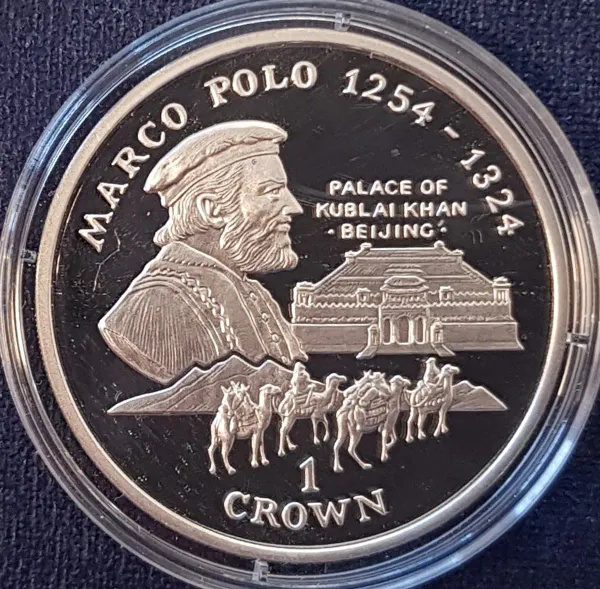 MARCO POLO 1254-1324
PALACE OF
KUBLAI KHAN
·BEIJING·
1
CROWN